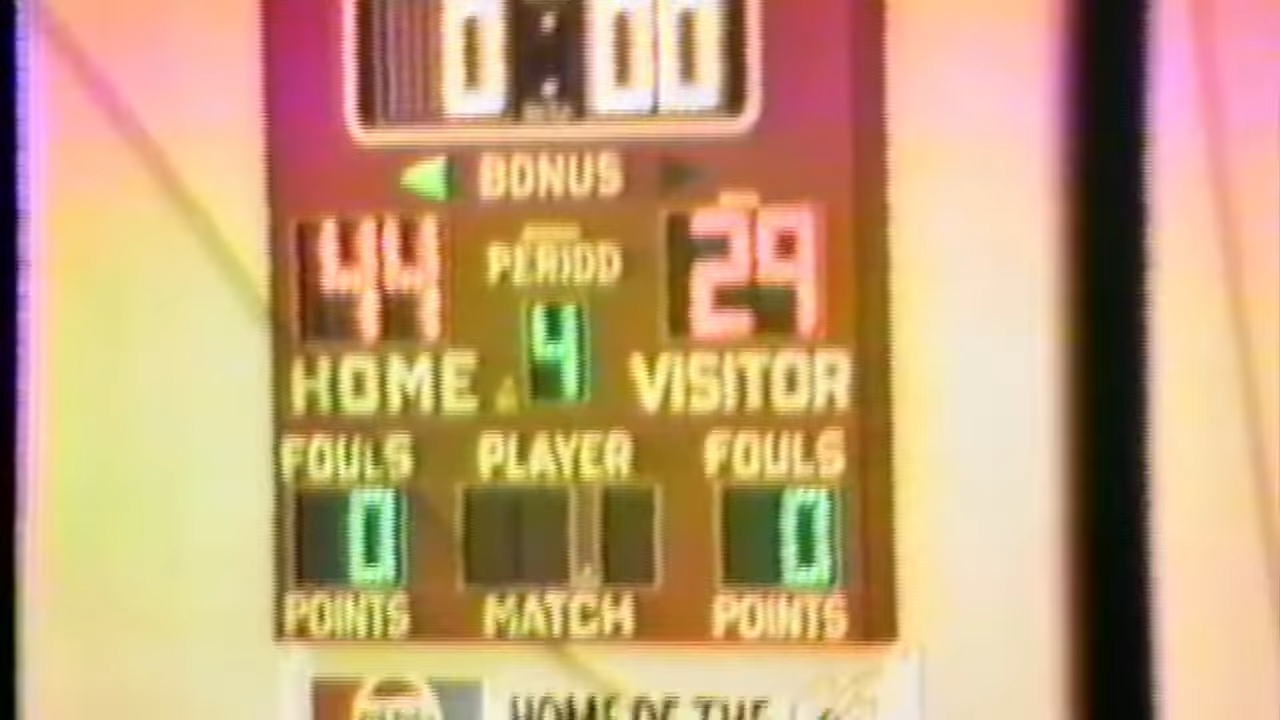 0:00
BONUS
44 PERIOD 29
HOME 4 VISITOR
FOULS PLAYER FOULS
0 0
POINTS MATCH POINTS
HOME OF THE